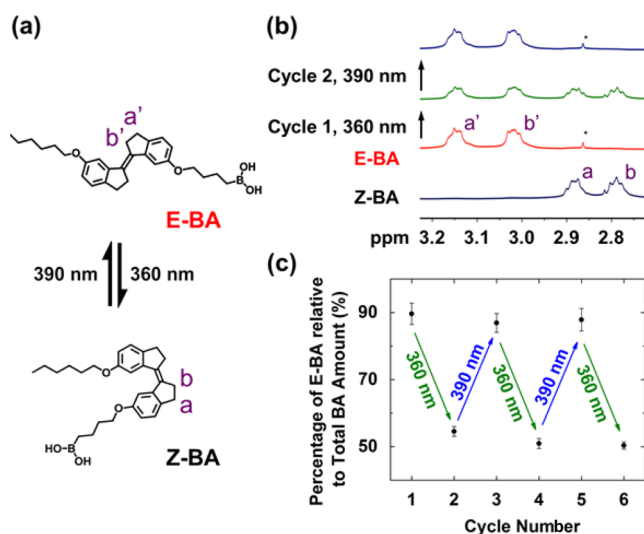 (a)
a'
b'
O
O
B
OH
OH
E-BA
390 nm
360 nm
O
b
O
a
HO
B
OH
Z-BA
(b)
*
Cycle 2, 390 nm
Cycle 1, 360 nm
a'
b'
*
E-BA
a
b
Z-BA
ppm
3.2
3.1
3.0
2.9
2.8
(c)
Percentage of E-BA relative
to Total BA Amount (%)
90
70
50
360 nm
390 nm
360 nm
390 nm
360 nm
1
2
3
4
5
6
Cycle Number